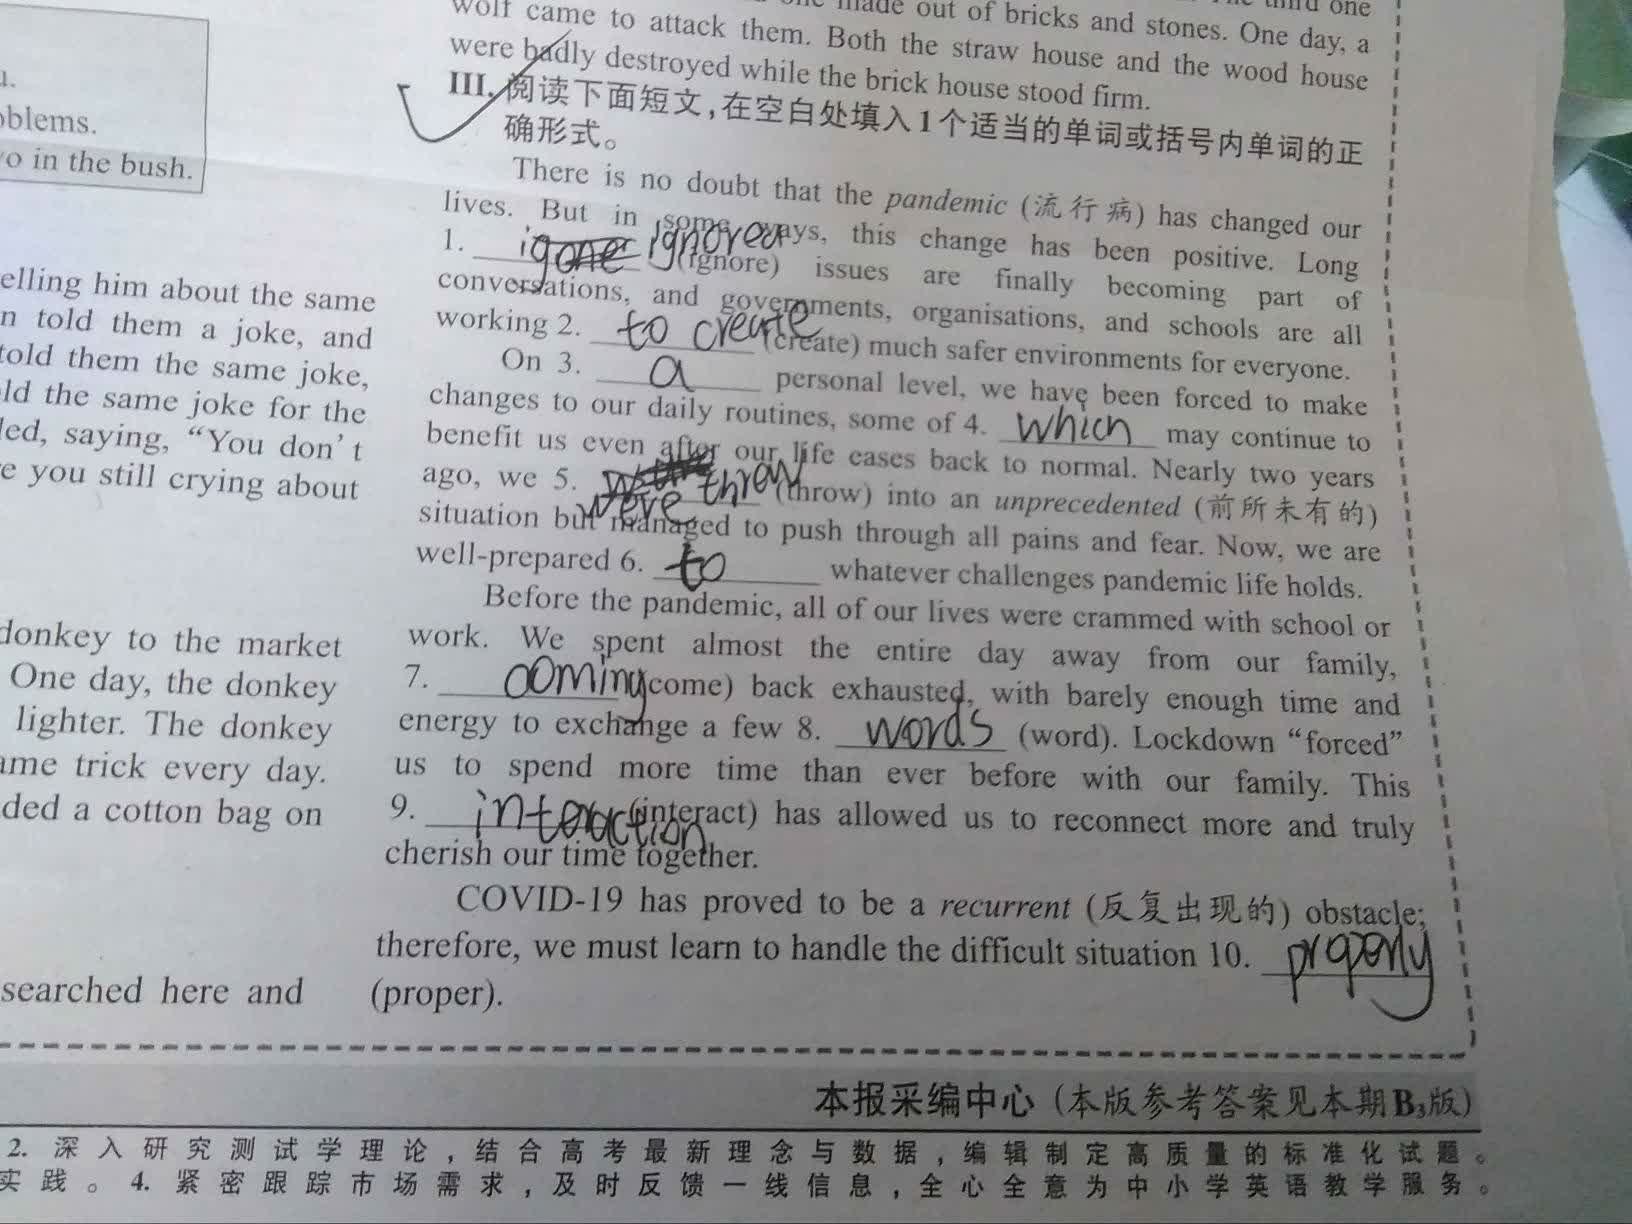 made out of bricks and stones. One day, a
wolf came to attack them. Both the straw house and the wood house
were badly destroyed while the brick house stood firm.
III. 阅读下面短文,在空白处填入1个适当的单词或括号内单词的正
确形式。
There is no doubt that the pandemic (流行病) has changed our
lives. But in some ways, this change has been positive. Long
1. ignored (ignore) issues are finally becoming part of
conversations, and governments, organisations, and schools are all
working 2. to create (create) much safer environments for everyone.
On 3. a personal level, we have been forced to make
changes to our daily routines, some of 4. which may continue to
benefit us even after our life eases back to normal. Nearly two years
ago, we 5. were throw (throw) into an unprecedented (前所未有的)
situation but managed to push through all pains and fear. Now, we are
well-prepared 6. to whatever challenges pandemic life holds.
Before the pandemic, all of our lives were crammed with school or
work. We spent almost the entire day away from our family,
7. coming (come) back exhausted, with barely enough time and
energy to exchange a few 8. words (word). Lockdown “forced”
us to spend more time than ever before with our family. This
9. interaction (interact) has allowed us to reconnect more and truly
cherish our time together.
COVID-19 has proved to be a recurrent (反复出现的) obstacle;
therefore, we must learn to handle the difficult situation 10. properly
(proper).
oblems.
in the bush.
elling him about the same
n told them a joke, and
told them the same joke,
ld the same joke for the
led, saying, “You don't
e you still crying about
donkey to the market
One day, the donkey
lighter. The donkey
ame trick every day.
ded a cotton bag on
searched here and
本报采编中心(本版参考答案见本期B3版)
2. 深入研究测试学理论,结合高考最新理念与数据,编辑制定高质量的标准化试题。
实践。4. 紧密跟踪市场需求,及时反馈一线信息,全心全意为中小学英语教学服务。